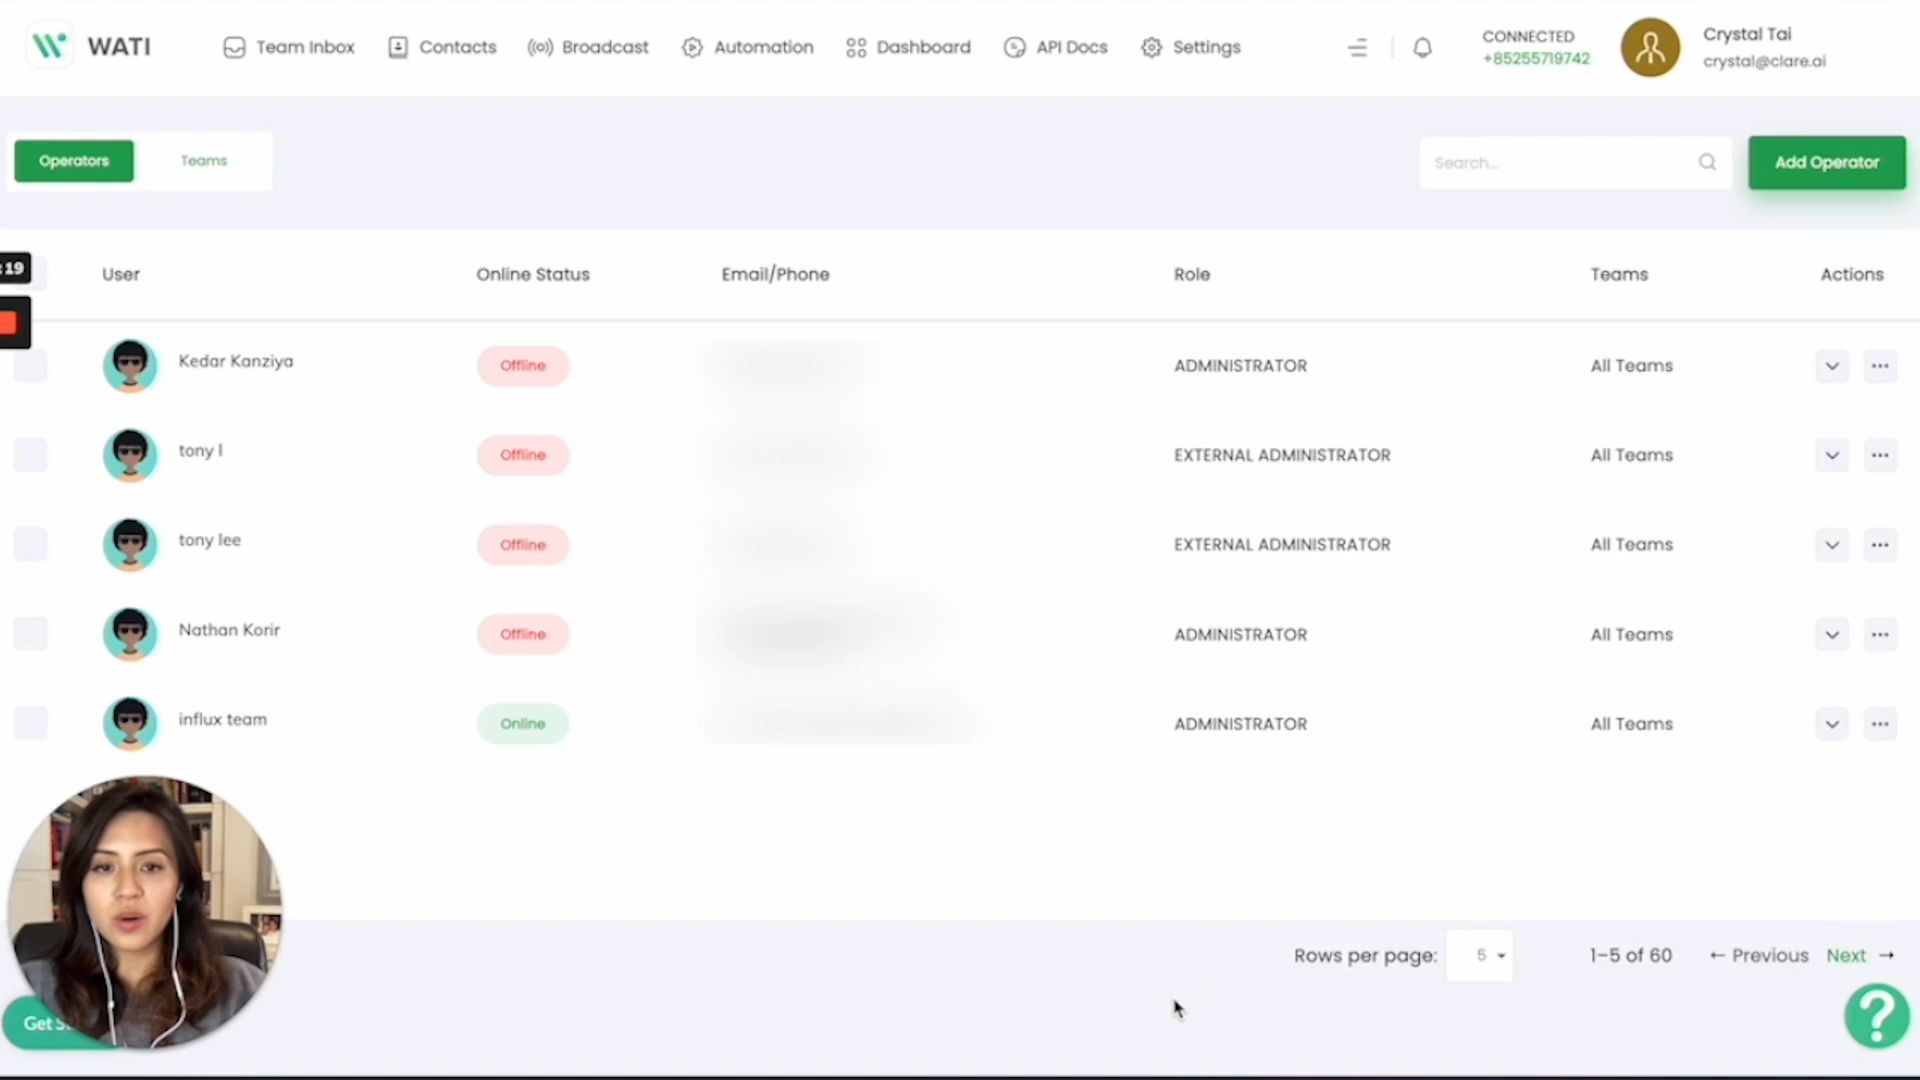 WATI
Team Inbox
Contacts
Broadcast
Automation
Dashboard
API Docs
Settings
CONNECTED
+85255719742
Crystal Tai
crystal@clare.ai
Operators
Teams
Search...
Add Operator
:19
User
Online Status
Email/Phone
Role
Teams
Actions
Kedar Kanziya
Offline
ADMINISTRATOR
All Teams
tony l
Offline
EXTERNAL ADMINISTRATOR
All Teams
tony lee
Offline
EXTERNAL ADMINISTRATOR
All Teams
Nathan Korir
Offline
ADMINISTRATOR
All Teams
influx team
Online
ADMINISTRATOR
All Teams
Rows per page: 5
1–5 of 60
← Previous
Next →
Get
?